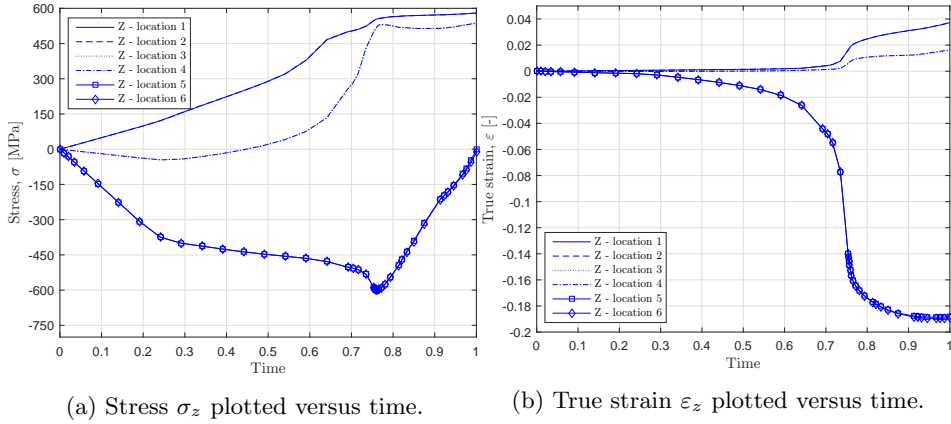 600
450
300
150
0
-150
-300
-450
-600
-750
Stress, σ [MPa]
Z - location 1
Z - location 2
Z - location 3
Z - location 4
Z - location 5
Z - location 6
0 0.1 0.2 0.3 0.4 0.5 0.6 0.7 0.8 0.9 1
Time
(a) Stress σz plotted versus time.
0.04
0.02
0
-0.02
-0.04
-0.06
-0.08
-0.1
-0.12
-0.14
-0.16
-0.18
-0.2
True strain, ε [-]
Z - location 1
Z - location 2
Z - location 3
Z - location 4
Z - location 5
Z - location 6
0 0.1 0.2 0.3 0.4 0.5 0.6 0.7 0.8 0.9 1
Time
(b) True strain εz plotted versus time.